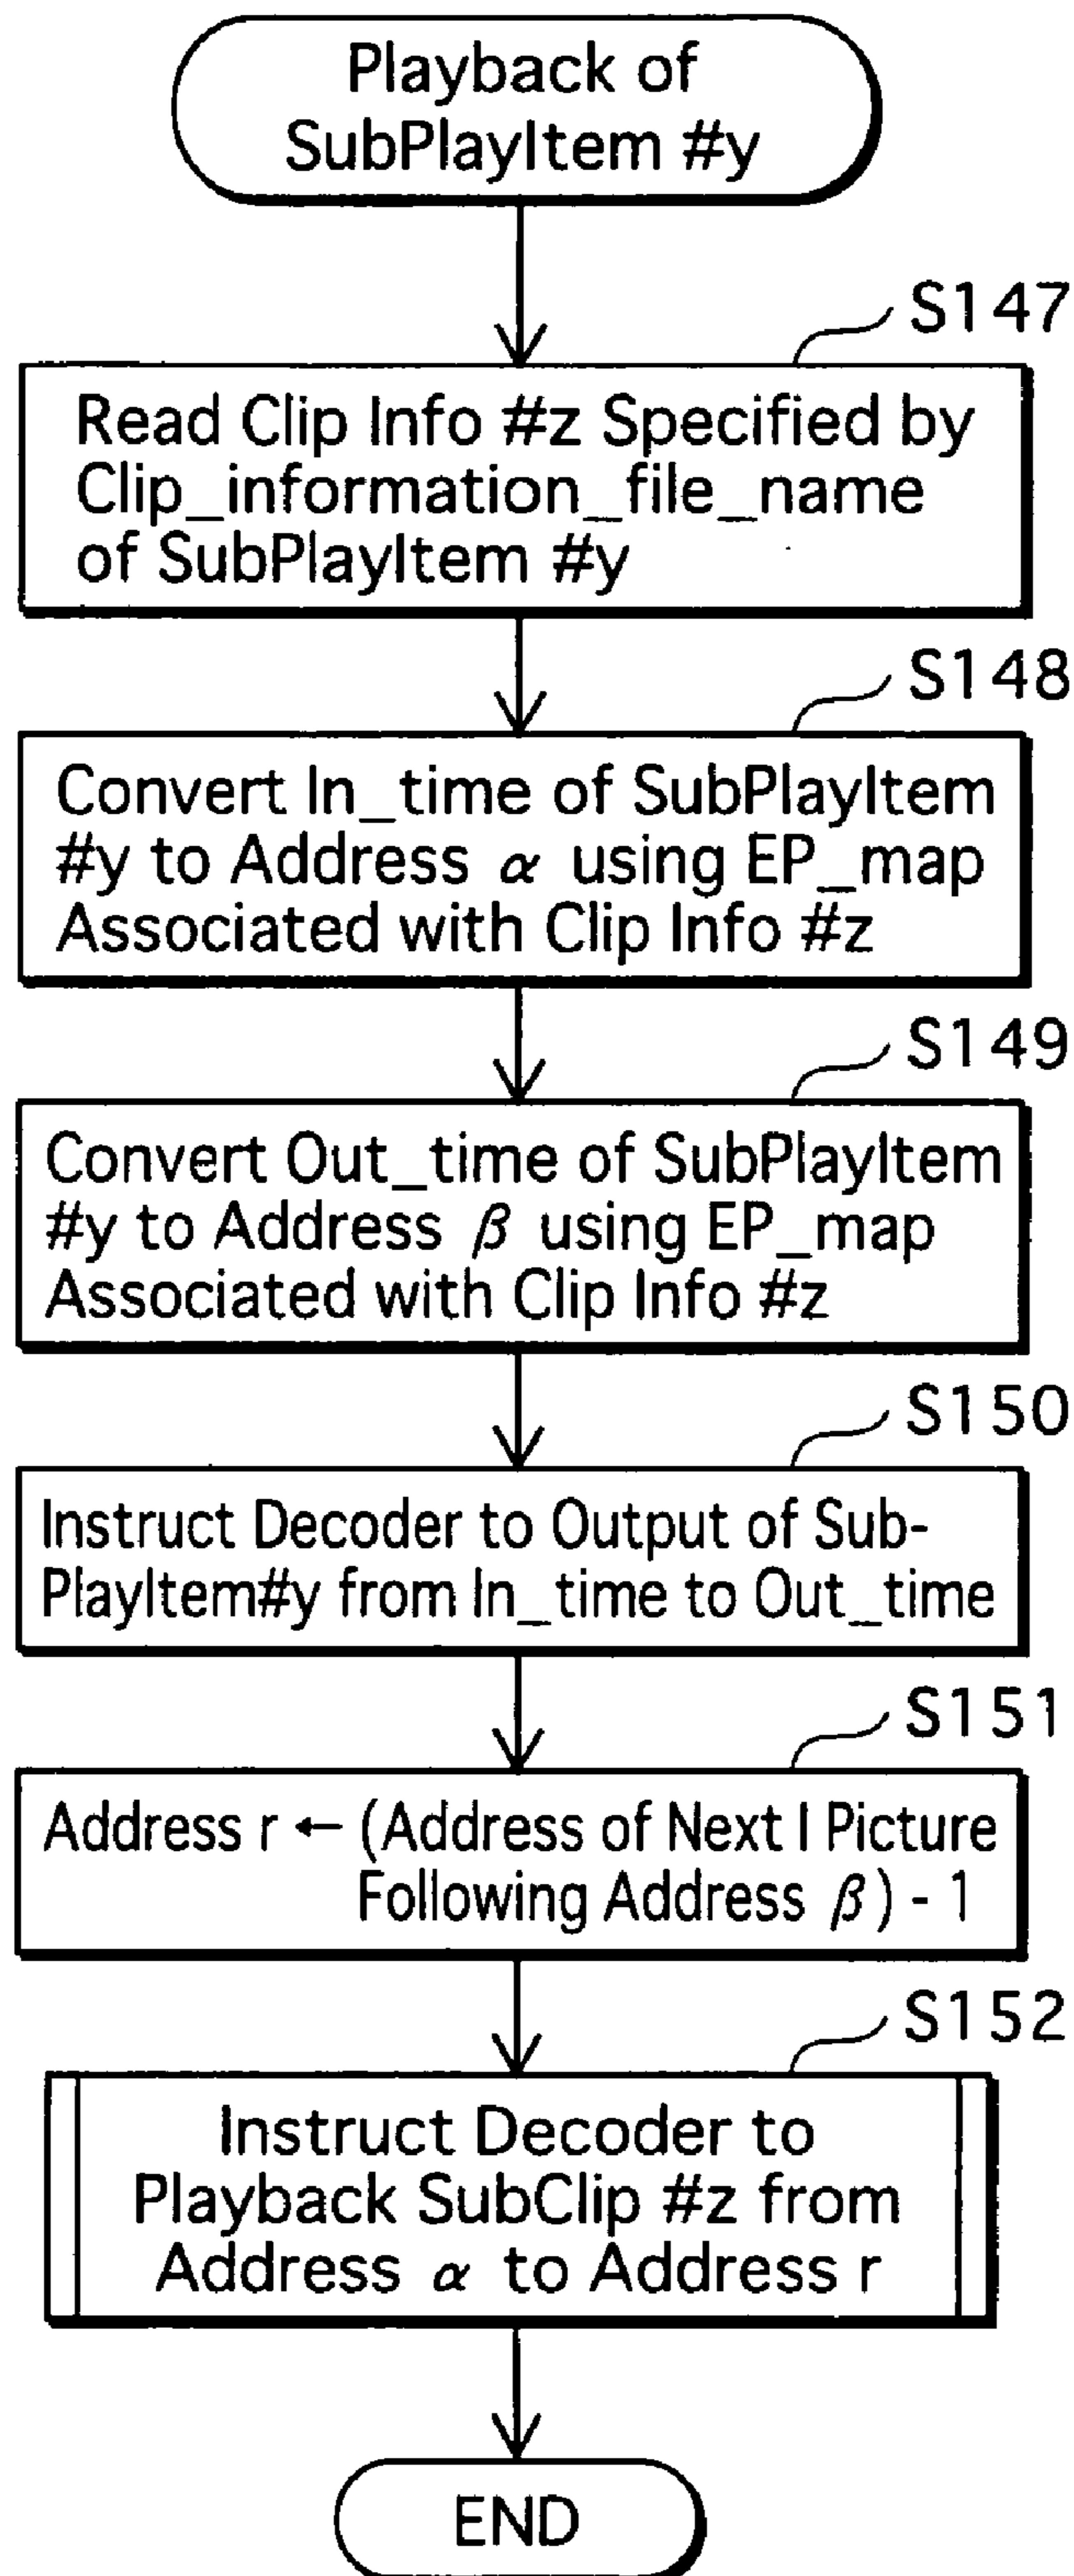 Playback of
SubPlayItem #y
S147
Read Clip Info #z Specified by
Clip_information_file_name
of SubPlayItem #y
S148
Convert In_time of SubPlayItem
#y to Address α using EP_map
Associated with Clip Info #z
S149
Convert Out_time of SubPlayItem
#y to Address β using EP_map
Associated with Clip Info #z
S150
Instruct Decoder to Output of Sub-
PlayItem#y from In_time to Out_time
S151
Address r ← (Address of Next I Picture
Following Address β) - 1
S152
Instruct Decoder to
Playback SubClip #z from
Address α to Address r
END